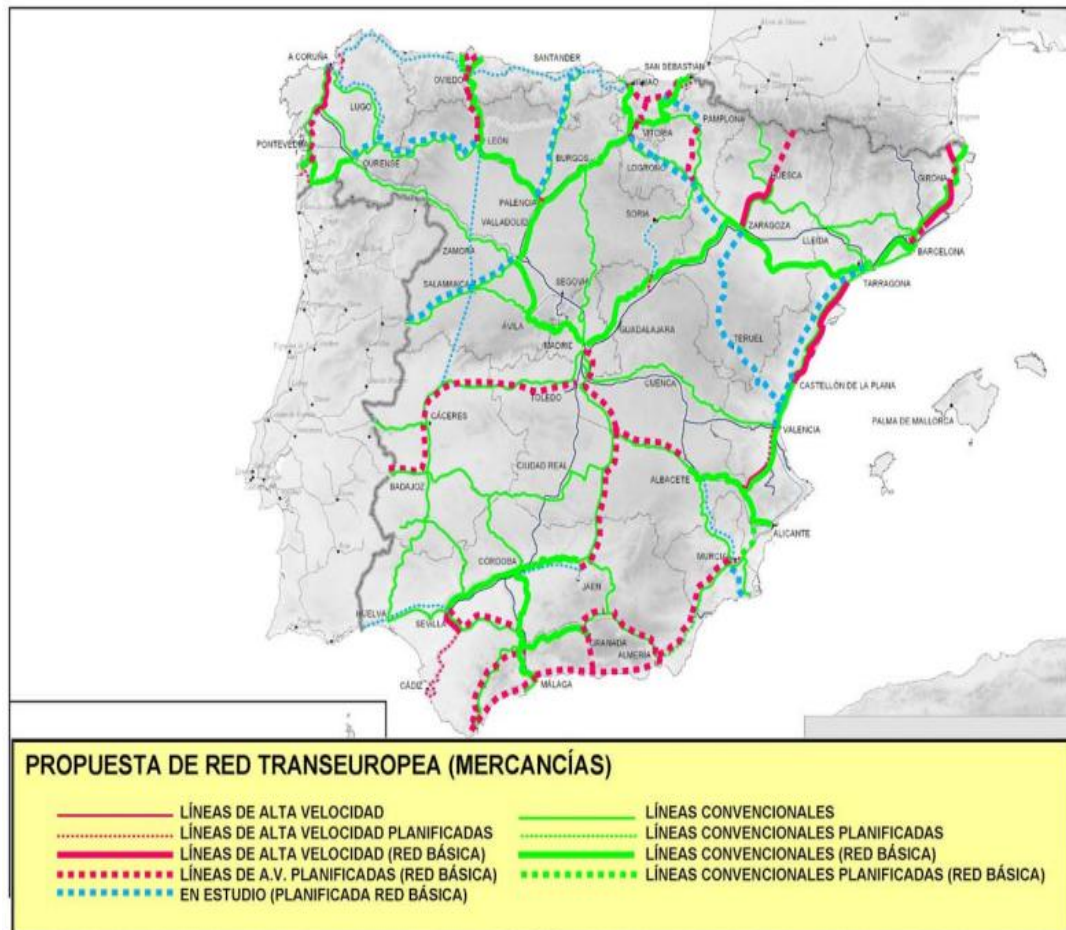 A CORUÑA
SANTANDER
SAN SEBASTIÁN
OVIEDO
LUGO
VITORIA
PAMPLONA
PONTEVEDRA
LEÓN
OURENSE
BURGOS
LOGROÑO
HUESCA
GIRONA
PALENCIA
SORIA
VALLADOLID
ZARAGOZA
LLEÍDA
BARCELONA
ZAMORA
SEGOVIA
TARRAGONA
SALAMANCA
ÁVILA
GUADALAJARA
MADRID
TERUEL
CUENCA
CASTELLÓN DE LA PLANA
TOLEDO
CÁCERES
VALENCIA
PALMA DE MALLORCA
CIUDAD REAL
ALBACETE
BADAJOZ
ALICANTE
CÓRDOBA
MURCIA
JAÉN
HUELVA
SEVILLA
GRANADA
ALMERÍA
CÁDIZ
MÁLAGA
PROPUESTA DE RED TRANSEUROPEA (MERCANCÍAS)
LÍNEAS DE ALTA VELOCIDAD
LÍNEAS DE ALTA VELOCIDAD PLANIFICADAS
LÍNEAS DE ALTA VELOCIDAD (RED BÁSICA)
LÍNEAS DE A.V. PLANIFICADAS (RED BÁSICA)
EN ESTUDIO (PLANIFICADA RED BÁSICA)
LÍNEAS CONVENCIONALES
LÍNEAS CONVENCIONALES PLANIFICADAS
LÍNEAS CONVENCIONALES (RED BÁSICA)
LÍNEAS CONVENCIONALES PLANIFICADAS (RED BÁSICA)